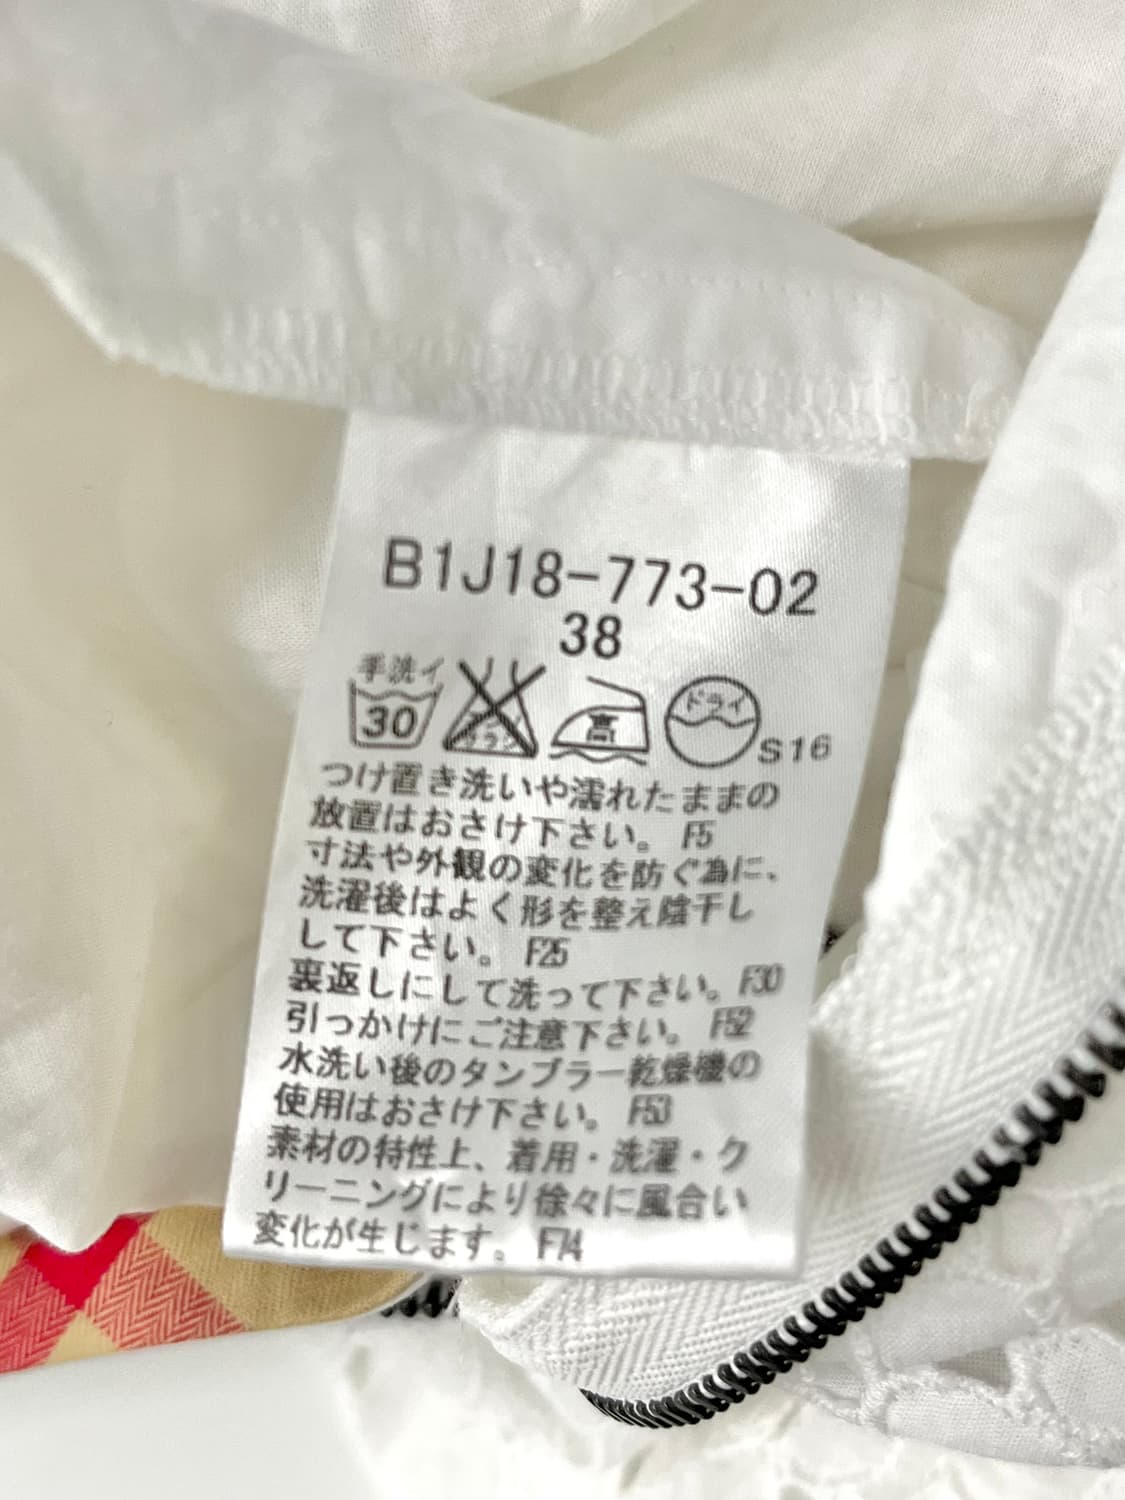 B1J18-773-02
38
手洗イ
30
エンソ
サラシ
高
ドライ
S16
つけ置き洗いや濡れたままの
放置はおさけ下さい。 F5
寸法や外観の変化を防ぐ為に、
洗濯後はよく形を整え陰干し
して下さい。 F25
裏返しにして洗って下さい。F30
引っかけにご注意下さい。 F52
水洗い後のタンブラー乾燥機の
使用はおさけ下さい。 F53
素材の特性上、着用・洗濯・ク
リーニングにより徐々に風合い
変化が生じます。 F74